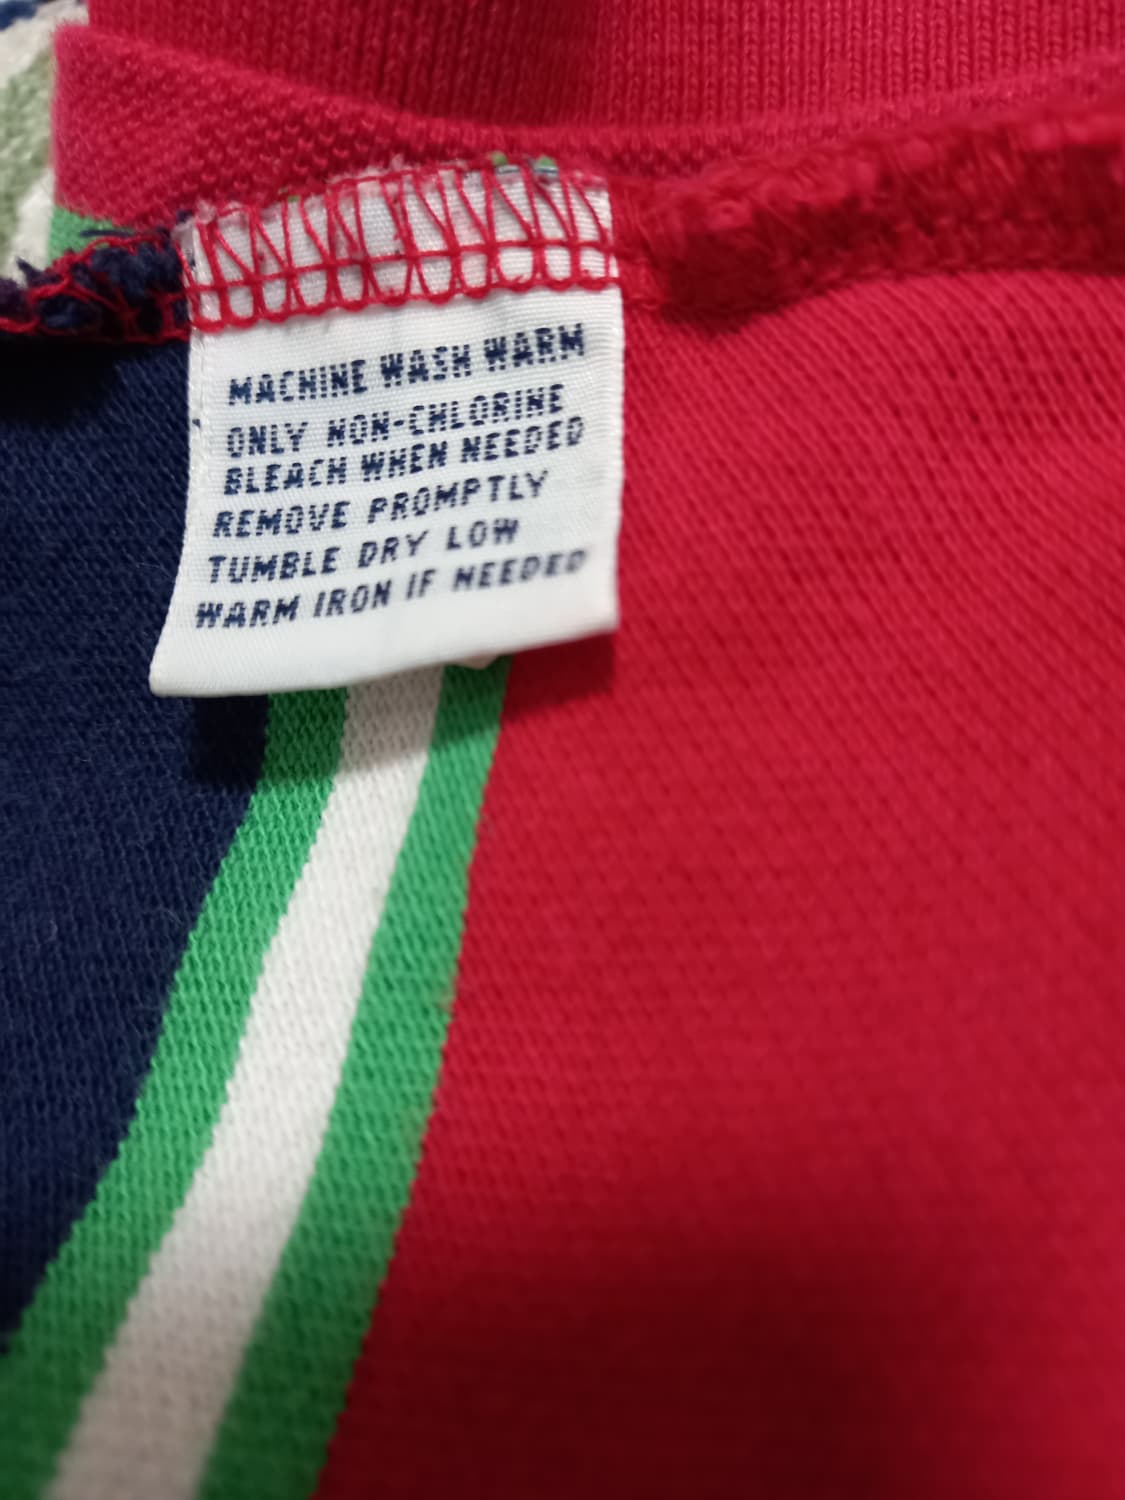 MACHINE WASH WARM
ONLY NON-CHLORINE
BLEACH WHEN NEEDED
REMOVE PROMPTLY
TUMBLE DRY LOW
WARM IRON IF NEEDED